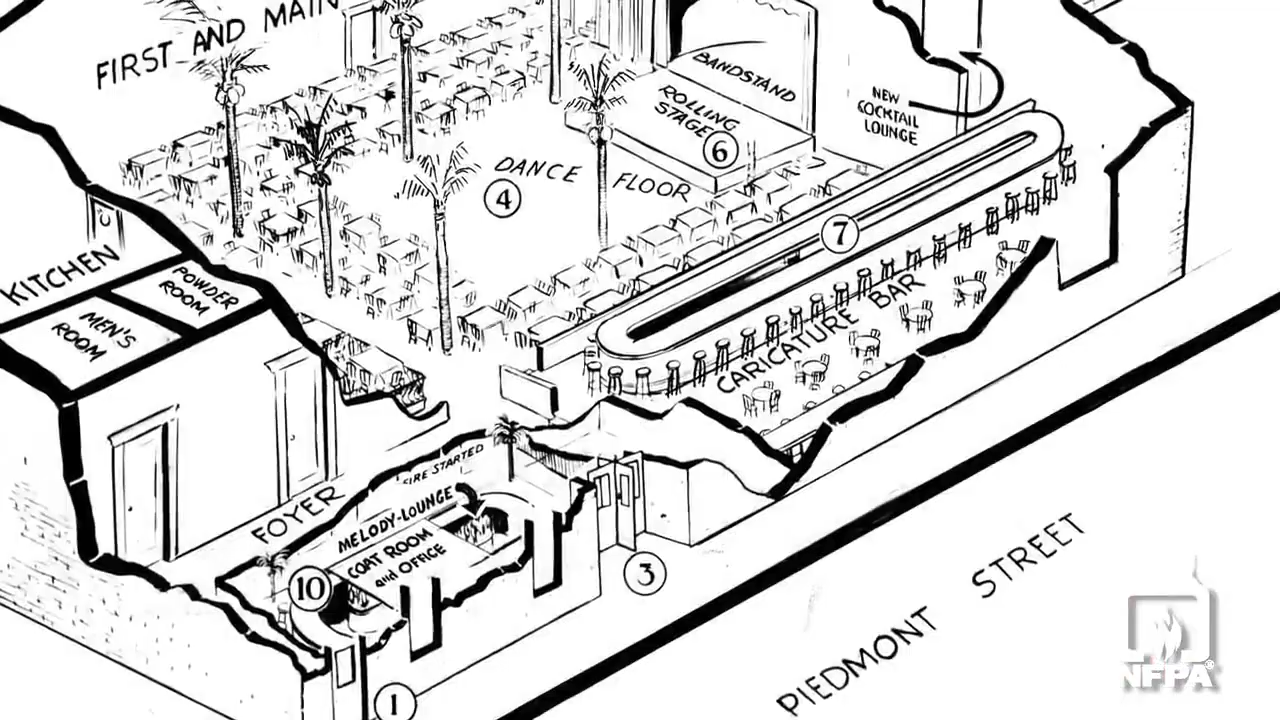 FIRST AND MAIN
BANDSTAND
ROLLING
STAGE
6
NEW
COCKTAIL
LOUNGE
DANCE FLOOR
4
7
KITCHEN
POWDER
ROOM
MEN'S
ROOM
CARICATURE BAR
FIRE STARTED
FOYER
MELODY-LOUNGE
COAT ROOM
and OFFICE
10
3
1
PIEDMONT STREET
NFPA®